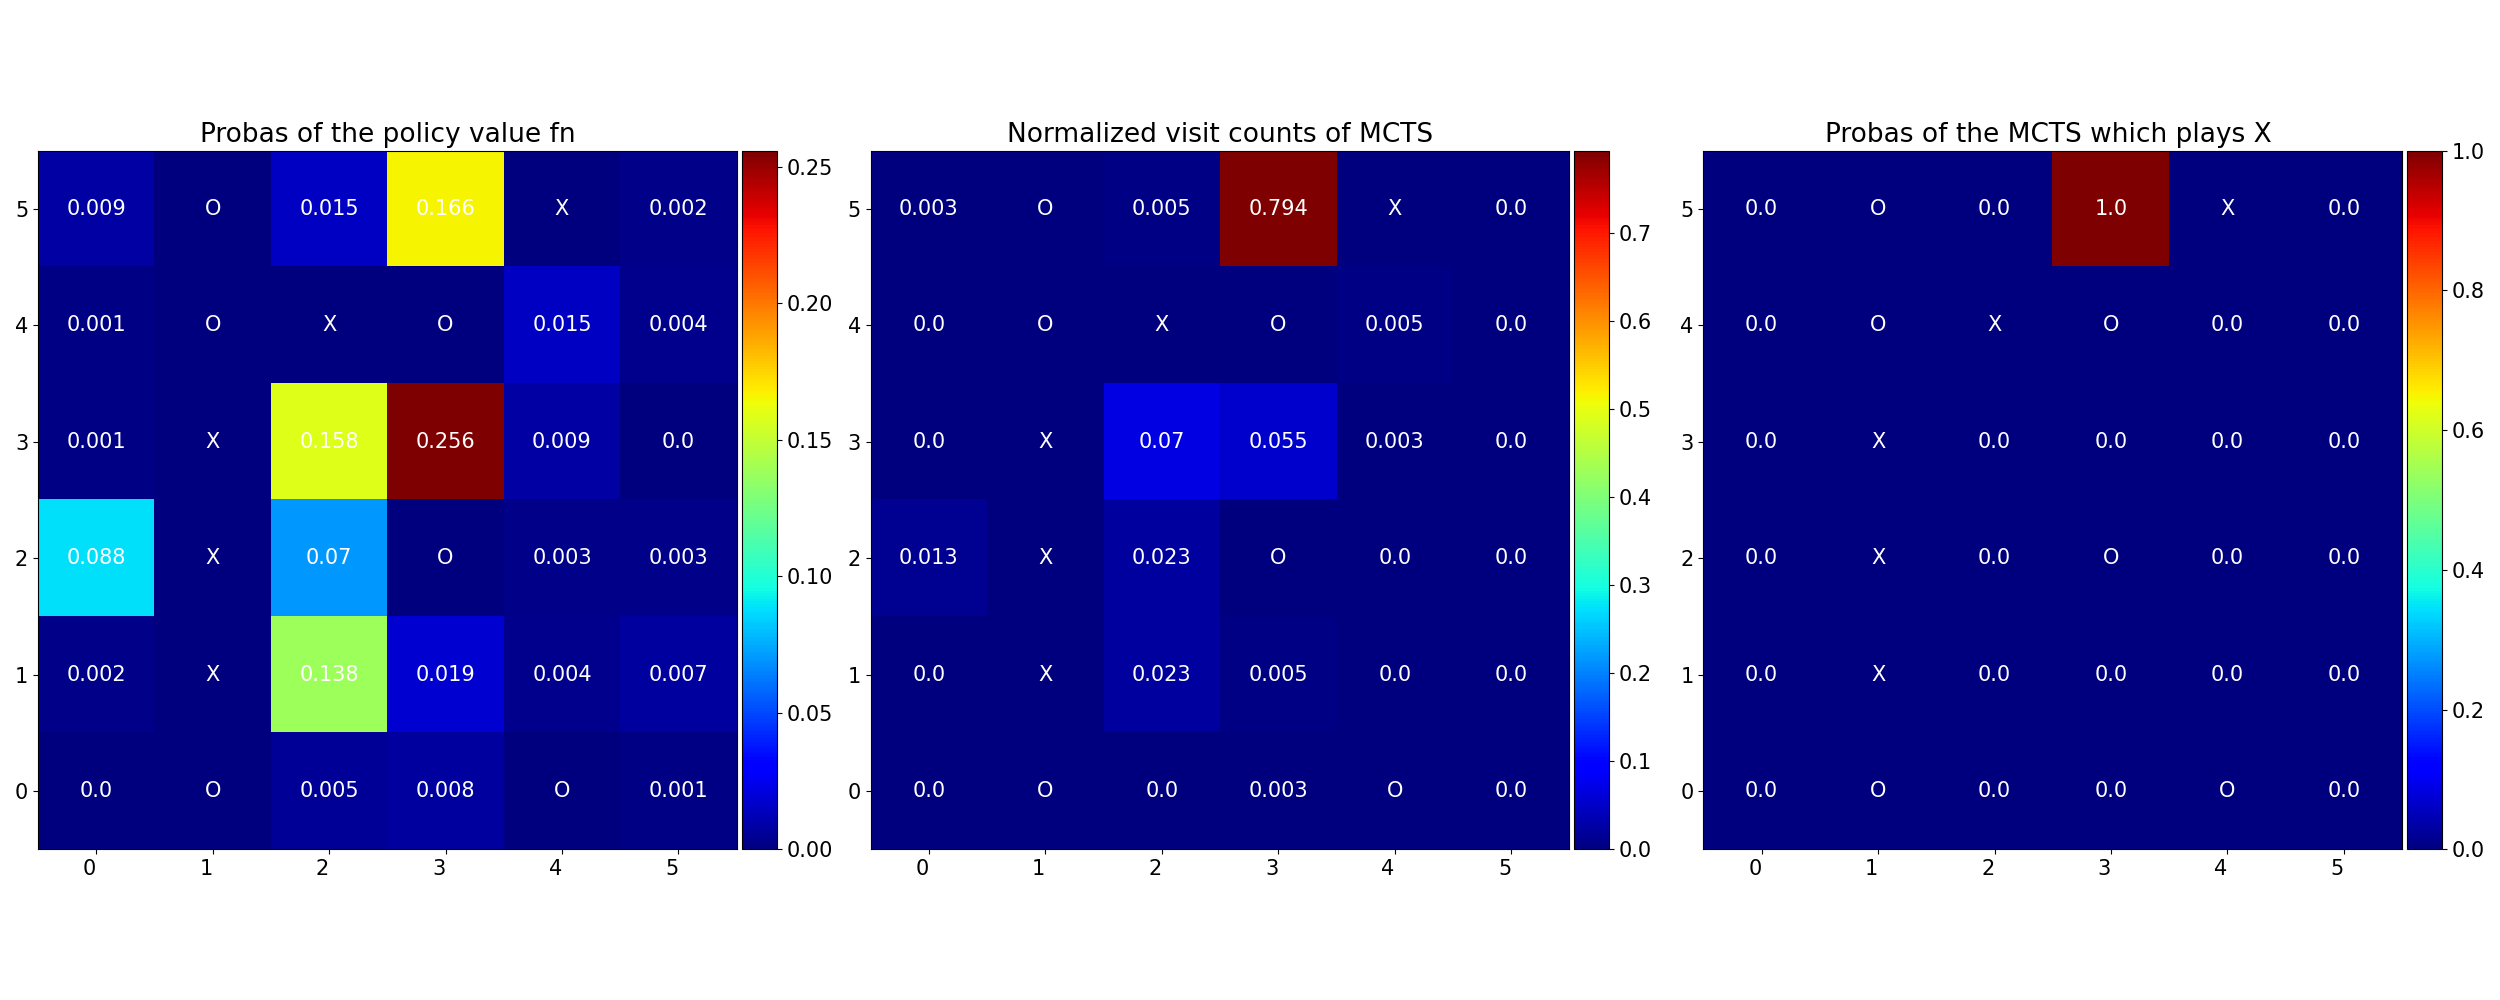 Probas of the policy value fn
5 0.009 O 0.015 0.166 X 0.002
4 0.001 O X O 0.015 0.004
3 0.001 X 0.158 0.256 0.009 0.0
2 0.088 X 0.07 O 0.003 0.003
1 0.002 X 0.138 0.019 0.004 0.007
0 0.0 O 0.005 0.008 O 0.001
0 1 2 3 4 5
0.25
0.20
0.15
0.10
0.05
0.00
Normalized visit counts of MCTS
5 0.003 O 0.005 0.794 X 0.0
4 0.0 O X O 0.005 0.0
3 0.0 X 0.07 0.055 0.003 0.0
2 0.013 X 0.023 O 0.0 0.0
1 0.0 X 0.023 0.005 0.0 0.0
0 0.0 O 0.0 0.003 O 0.0
0 1 2 3 4 5
0.7
0.6
0.5
0.4
0.3
0.2
0.1
0.0
Probas of the MCTS which plays X
5 0.0 O 0.0 1.0 X 0.0
4 0.0 O X O 0.0 0.0
3 0.0 X 0.0 0.0 0.0 0.0
2 0.0 X 0.0 O 0.0 0.0
1 0.0 X 0.0 0.0 0.0 0.0
0 0.0 O 0.0 0.0 O 0.0
0 1 2 3 4 5
1.0
0.8
0.6
0.4
0.2
0.0